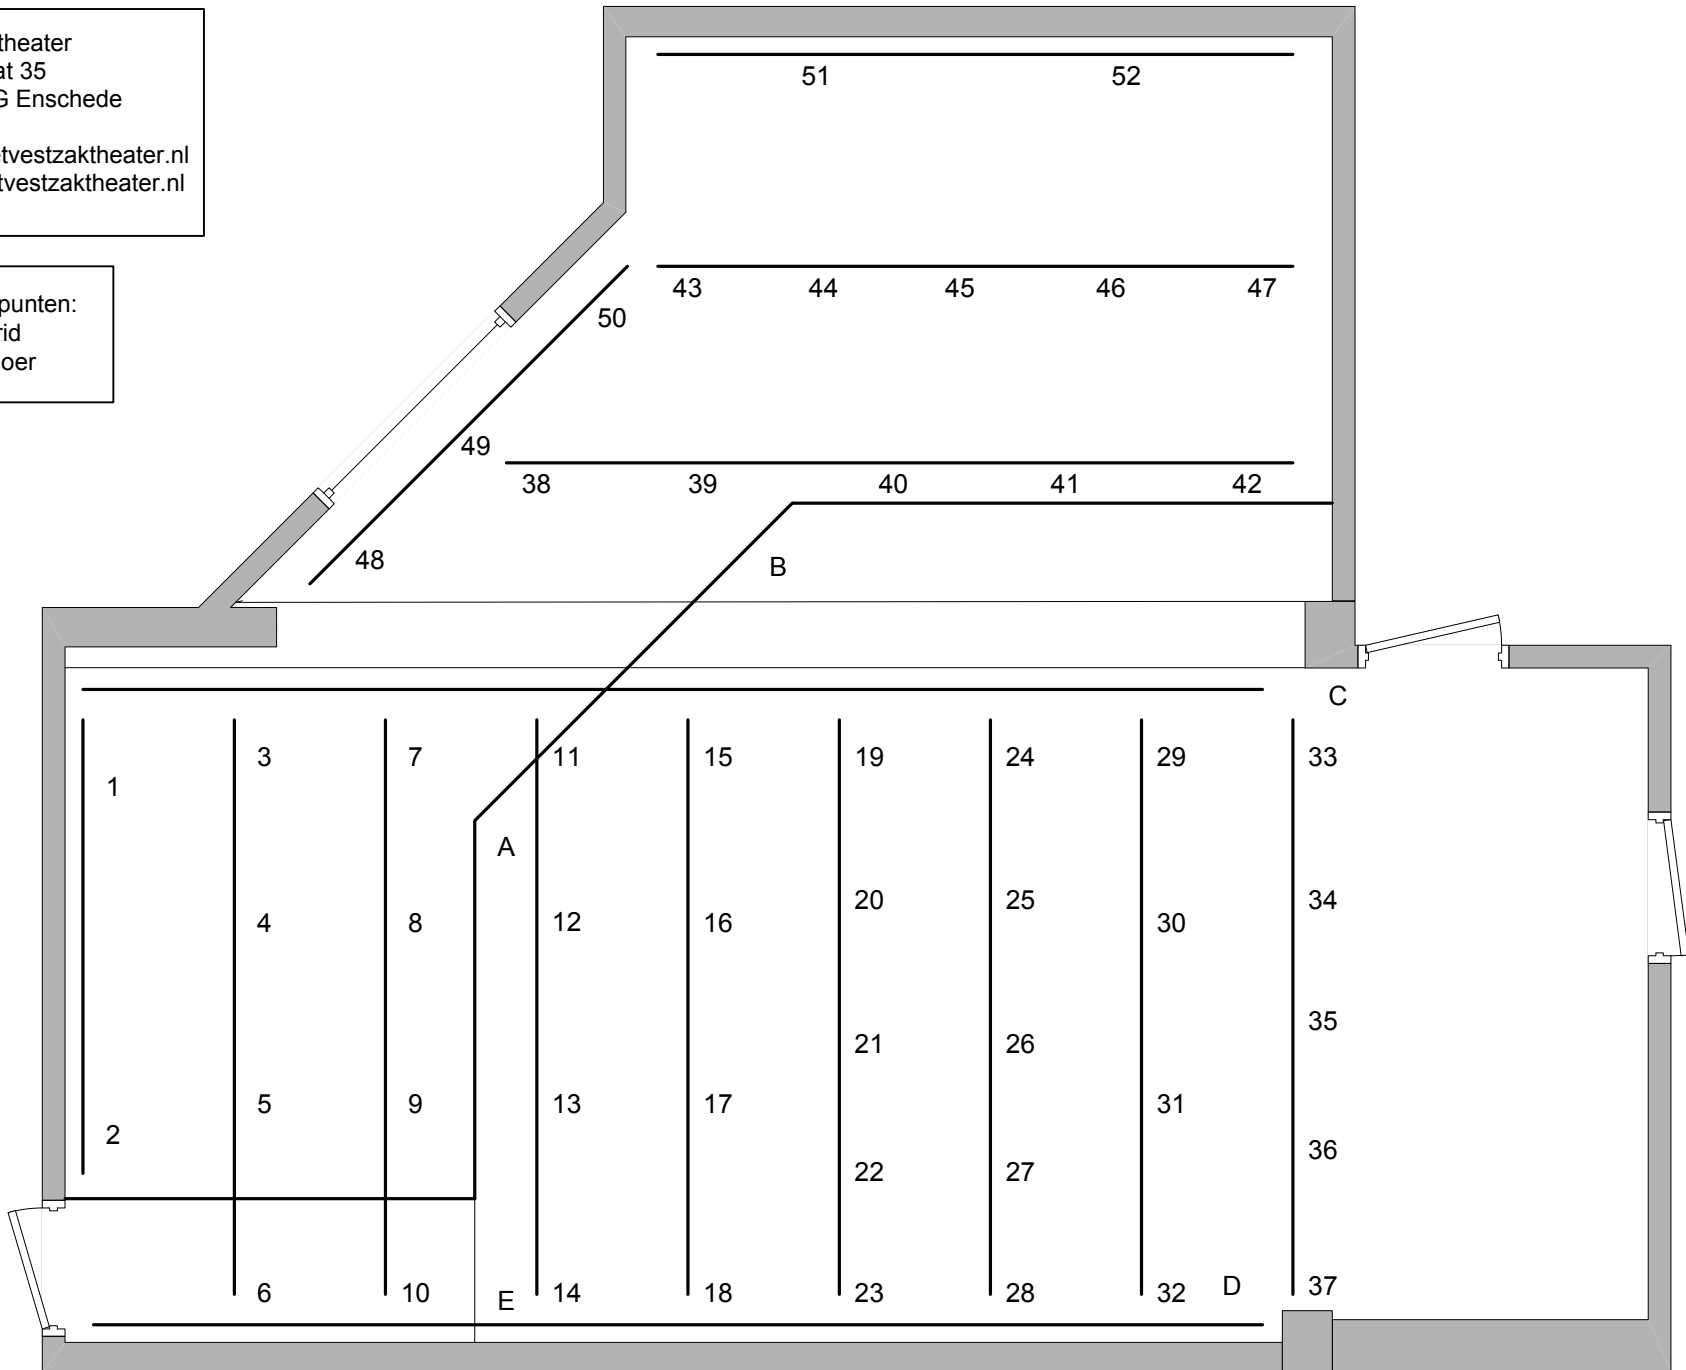 theater
at 35
G Enschede
etvestzaktheater.nl
tvestzaktheater.nl
punten:
rid
oer
51 52
43 44 45 46 47
50
49
38 39 40 41 42
48
B
C
3 7 11 15 19 24 29 33
1
A
20 25 34
4 8 12 16 30
35
21 26
5 9 13 17 31
2
36
22 27
D 37
6 10 E 14 18 23 28 32